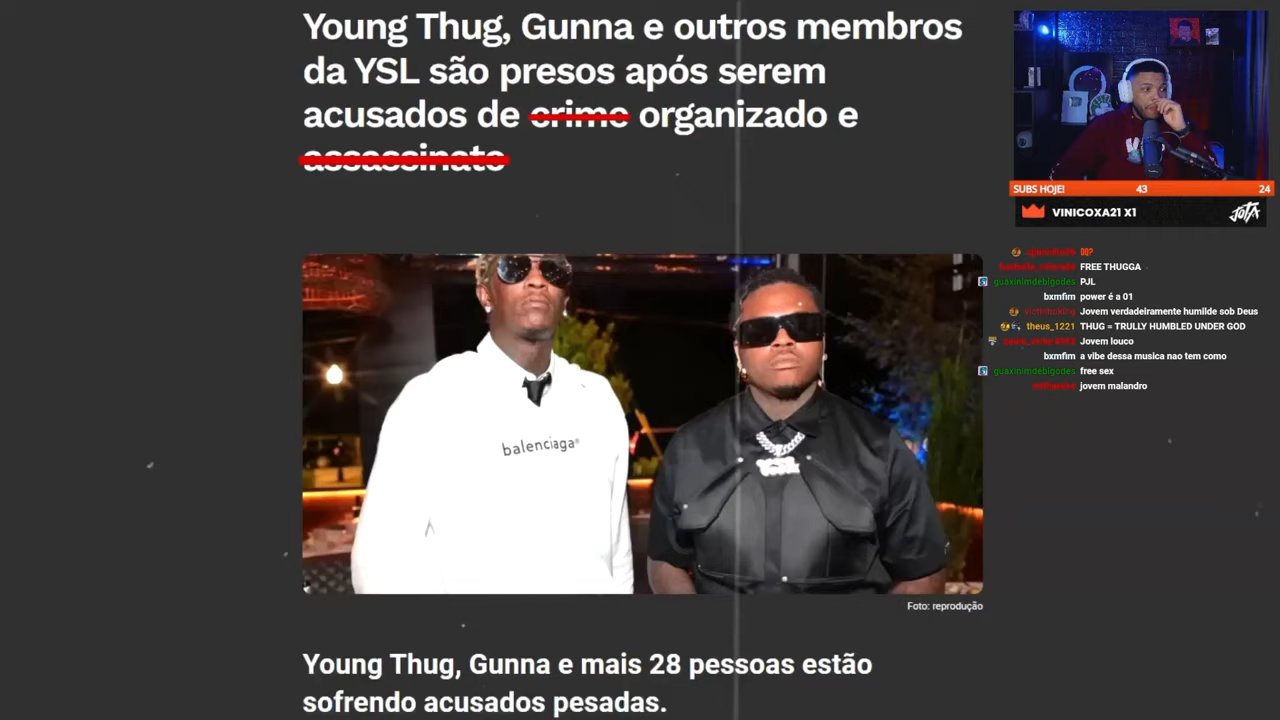 Young Thug, Gunna e outros membros
da YSL são presos após serem
acusados de crime organizado e
assassinato
balenciaga
Foto: reprodução
Young Thug, Gunna e mais 28 pessoas estão
sofrendo acusados pesadas.
SUBS HOJE! 43 24
VINICOXA21 X1 JOTA
FREE THUGGA
guaxinimdebigodes PJL
bxmfim power é a 01
Jovem verdadeiramente humilde sob Deus
theus_1221 THUG = TRULLY HUMBLED UNDER GOD
Jovem louco
bxmfim a vibe dessa musica nao tem como
guaxinimdebigodes free sex
jovem malandro